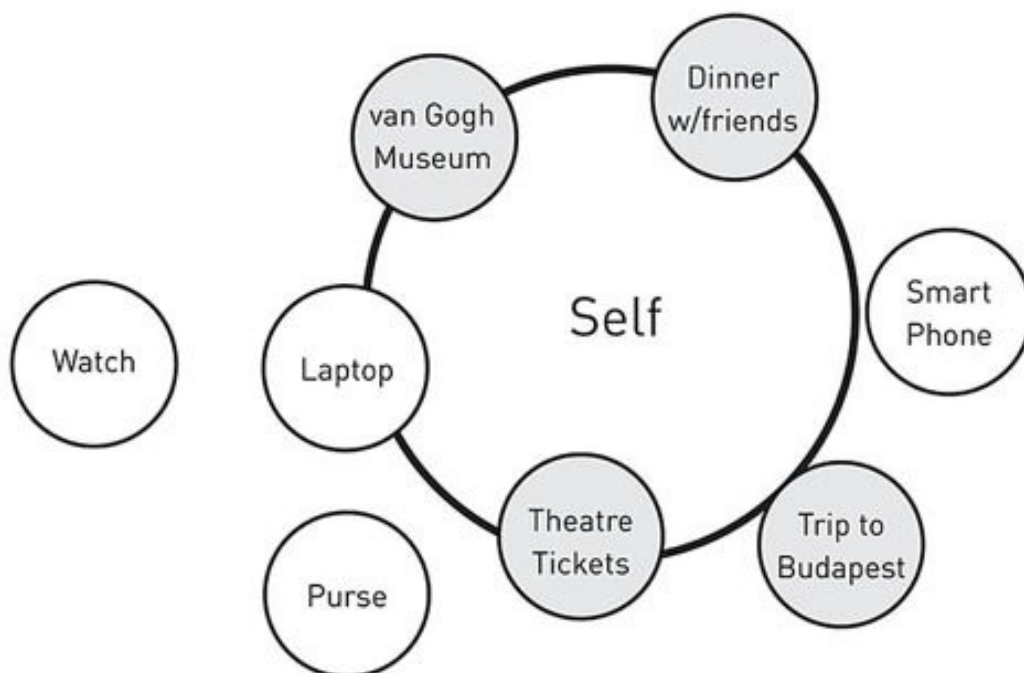 Dinner
w/friends
van Gogh
Museum
Self
Smart
Phone
Watch
Laptop
Theatre
Tickets
Trip to
Budapest
Purse